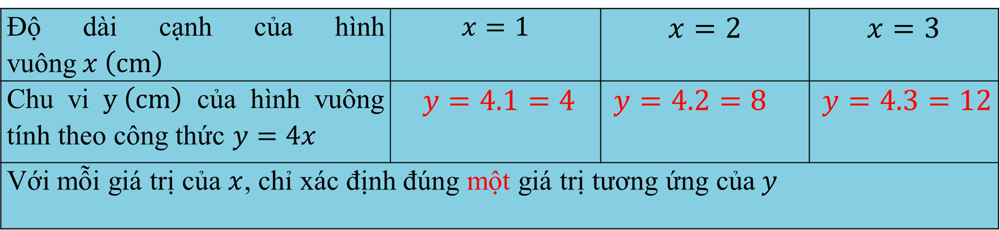 Độ dài cạnh của hình
vuông x (cm)
x = 1
x = 2
x = 3
Chu vi y (cm) của hình vuông
tính theo công thức y = 4x
y = 4.1 = 4
y = 4.2 = 8
y = 4.3 = 12
Với mỗi giá trị của x, chỉ xác định đúng một giá trị tương ứng của y